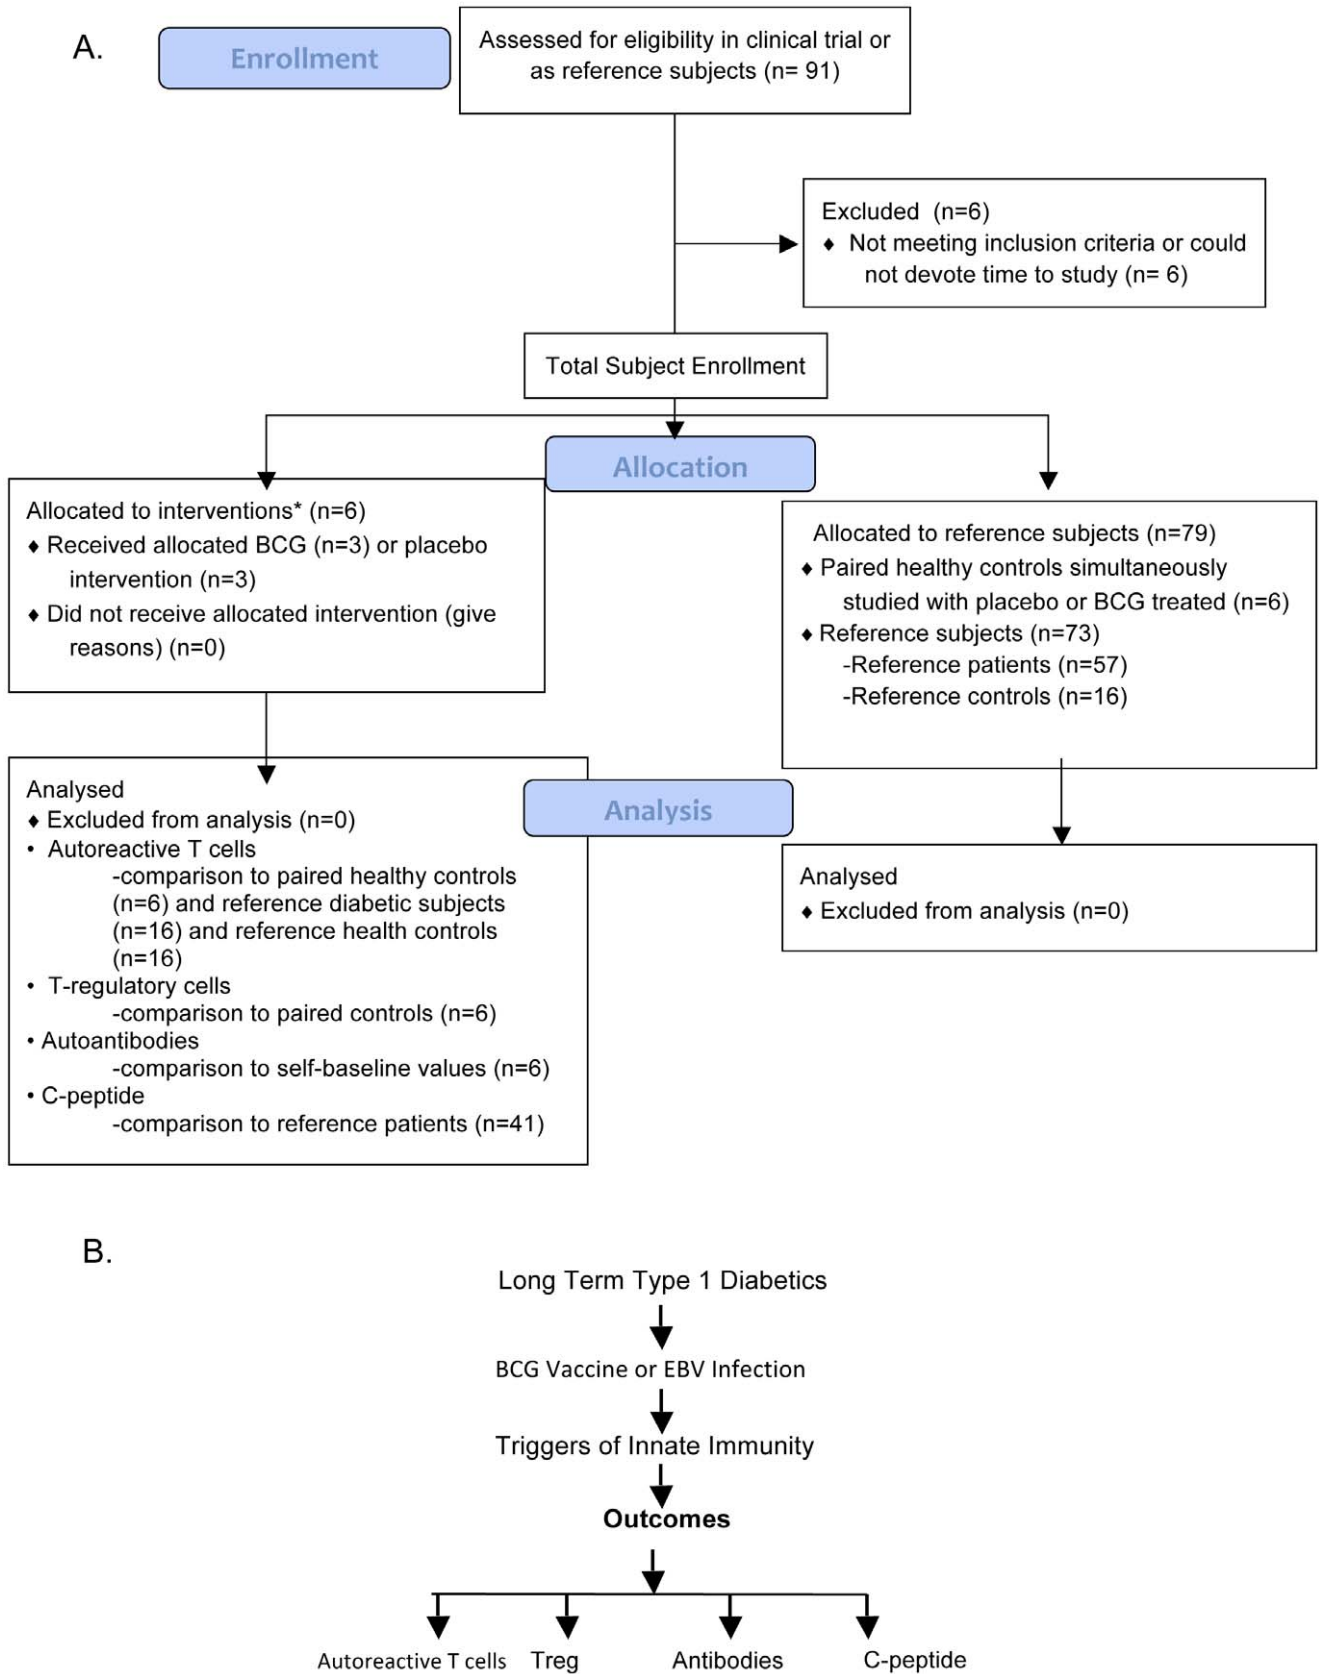 A.
Enrollment
Assessed for eligibility in clinical trial or
as reference subjects (n= 91)
Excluded (n=6)
♦ Not meeting inclusion criteria or could
not devote time to study (n= 6)
Total Subject Enrollment
Allocation
Allocated to interventions* (n=6)
♦ Received allocated BCG (n=3) or placebo
intervention (n=3)
♦ Did not receive allocated intervention (give
reasons) (n=0)
Allocated to reference subjects (n=79)
♦ Paired healthy controls simultaneously
studied with placebo or BCG treated (n=6)
♦ Reference subjects (n=73)
-Reference patients (n=57)
-Reference controls (n=16)
Analysis
Analysed
♦ Excluded from analysis (n=0)
• Autoreactive T cells
-comparison to paired healthy controls
(n=6) and reference diabetic subjects
(n=16) and reference health controls
(n=16)
• T-regulatory cells
-comparison to paired controls (n=6)
• Autoantibodies
-comparison to self-baseline values (n=6)
• C-peptide
-comparison to reference patients (n=41)
Analysed
♦ Excluded from analysis (n=0)
B.
Long Term Type 1 Diabetics
BCG Vaccine or EBV Infection
Triggers of Innate Immunity
Outcomes
Autoreactive T cells Treg Antibodies C-peptide